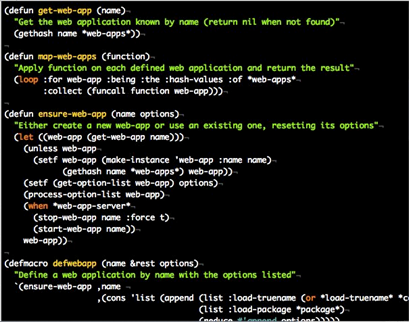 (defun get-web-app (name)¬
"Get the web application known by name (return nil when not found)"¬
(gethash name *web-apps*))¬
¬
(defun map-web-apps (function)¬
"Apply function on each defined web application and return the result"¬
(loop :for web-app :being :the :hash-values :of *web-apps*¬
:collect (funcall function web-app)))¬
¬
(defun ensure-web-app (name options)¬
"Either create a new web-app or use an existing one, resetting its options"¬
(let ((web-app (get-web-app name)))¬
(unless web-app¬
(setf web-app (make-instance 'web-app :name name)¬
(gethash name *web-apps*) web-app))¬
(setf (get-option-list web-app) options)¬
(process-option-list web-app)¬
(when *web-app-server*¬
(stop-web-app name :force t)¬
(start-web-app name))¬
web-app))¬
¬
(defmacro defwebapp (name &rest options)¬
"Define a web application by name with the options listed"¬
`(ensure-web-app ,name¬
,(cons 'list (append (list :load-truename (or *load-truename* *c
(list :load-package *package*)¬
(reduce #'append options)))))¬